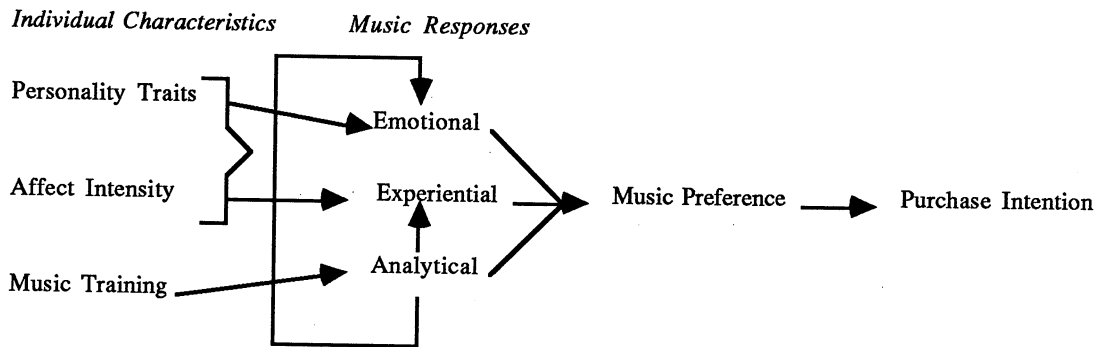 Individual Characteristics
Music Responses
Personality Traits
Emotional
Affect Intensity
Experiential
Music Preference
Purchase Intention
Analytical
Music Training